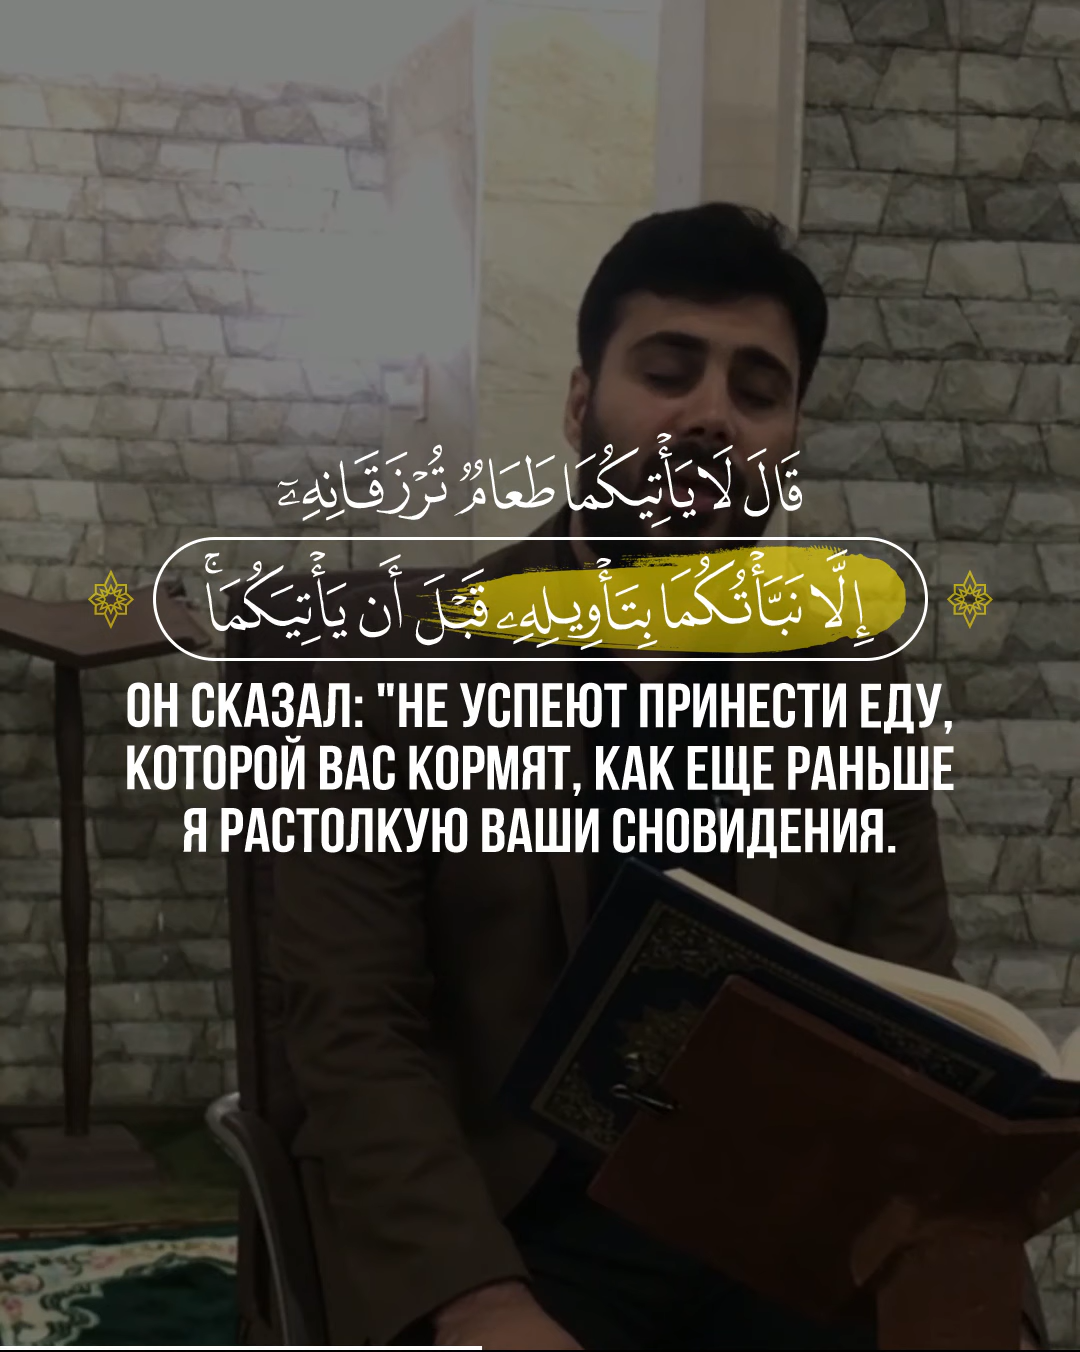 قَالَ لَا يَأْتِيكُمَا طَعَامٌ تُرْزَقَانِهِۦٓ
إِلَّا نَبَّأْتُكُمَا بِتَأْوِيلِهِۦ قَبْلَ أَن يَأْتِيَكُمَا ۚ
ОН СКАЗАЛ: "НЕ УСПЕЮТ ПРИНЕСТИ ЕДУ,
КОТОРОЙ ВАС КОРМЯТ, КАК ЕЩЕ РАНЬШЕ
Я РАСТОЛКУЮ ВАШИ СНОВИДЕНИЯ.